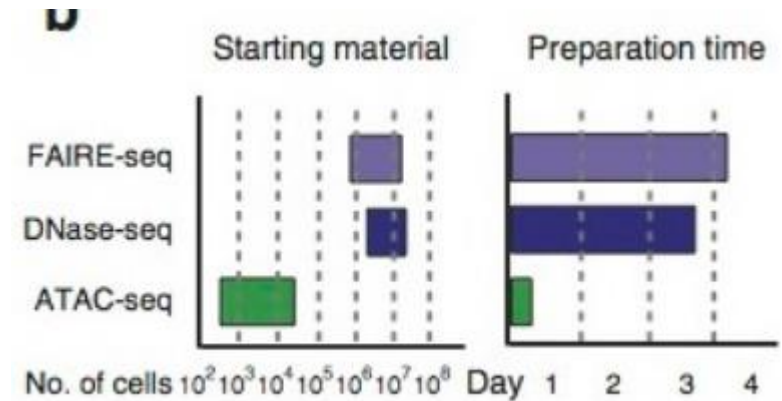 b
Starting material
Preparation time
FAIRE-seq
DNase-seq
ATAC-seq
No. of cells 10² 10³ 10⁴ 10⁵ 10⁶ 10⁷ 10⁸
Day 1 2 3 4